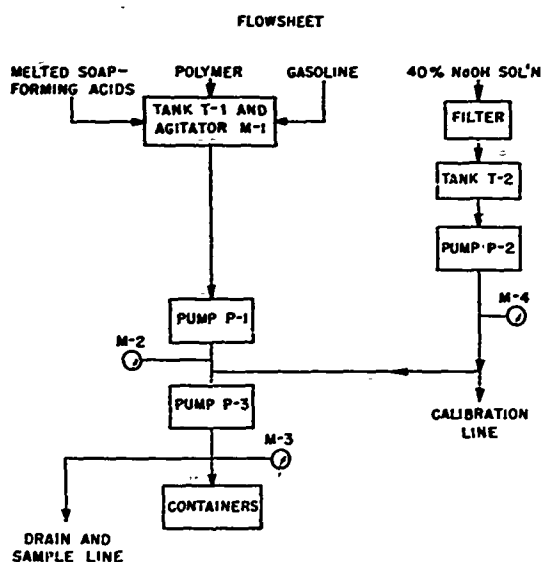 FLOWSHEET
MELTED SOAP-
FORMING ACIDS
POLYMER
GASOLINE
40% NaOH SOL'N
TANK T-1 AND
AGITATOR M-1
FILTER
TANK T-2
PUMP P-2
M-4
PUMP P-1
M-2
PUMP P-3
CALIBRATION
LINE
M-3
CONTAINERS
DRAIN AND
SAMPLE LINE